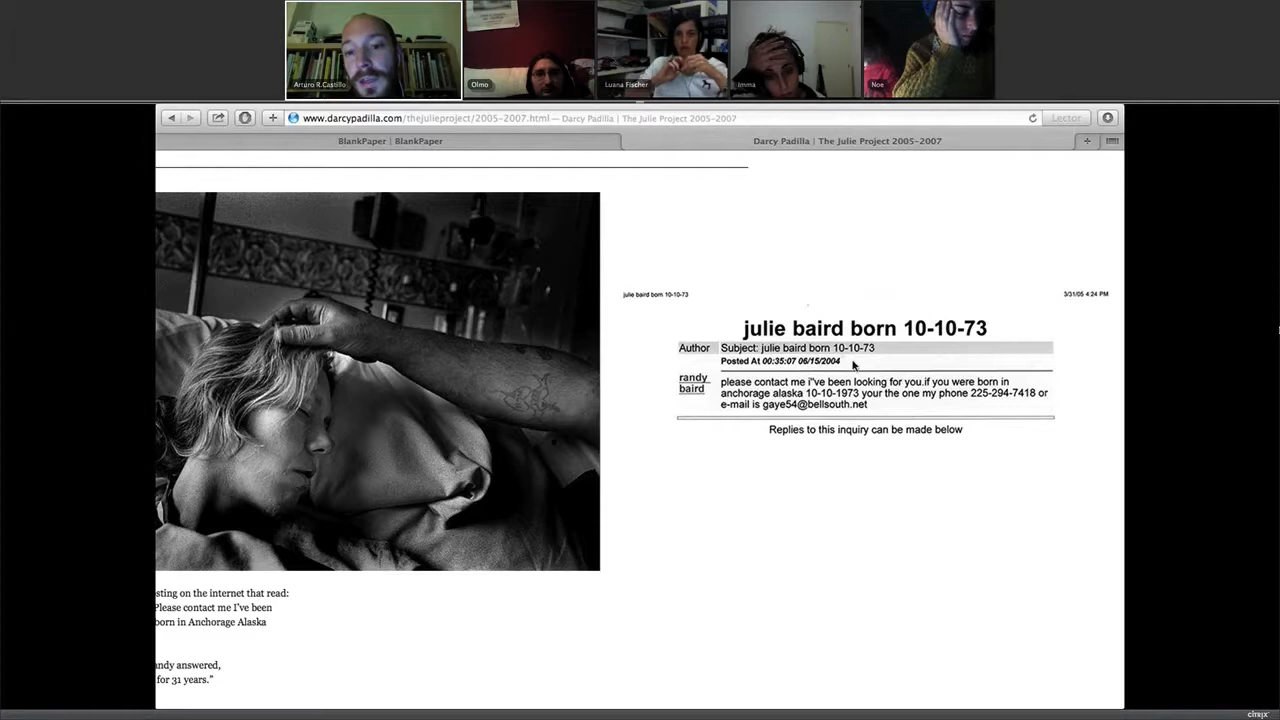 Arturo R.Castillo
Olmo
Luana Fischer
Imma
Noe
www.darcypadilla.com/thejulieproject/2005-2007.html — Darcy Padilla | The Julie Project 2005-2007
Lector
BlankPaper | BlankPaper
Darcy Padilla | The Julie Project 2005-2007
julie baird born 10-10-73
3/31/05 4:24 PM
julie baird born 10-10-73
Author
Subject: julie baird born 10-10-73
Posted At 00:35:07 06/15/2004
randy
baird
please contact me i"ve been looking for you.if you were born in
anchorage alaska 10-10-1973 your the one my phone 225-294-7418 or
e-mail is gaye54@bellsouth.net
Replies to this inquiry can be made below
sting on the internet that read:
Please contact me I've been
born in Anchorage Alaska
andy answered,
for 31 years."
CITRIX